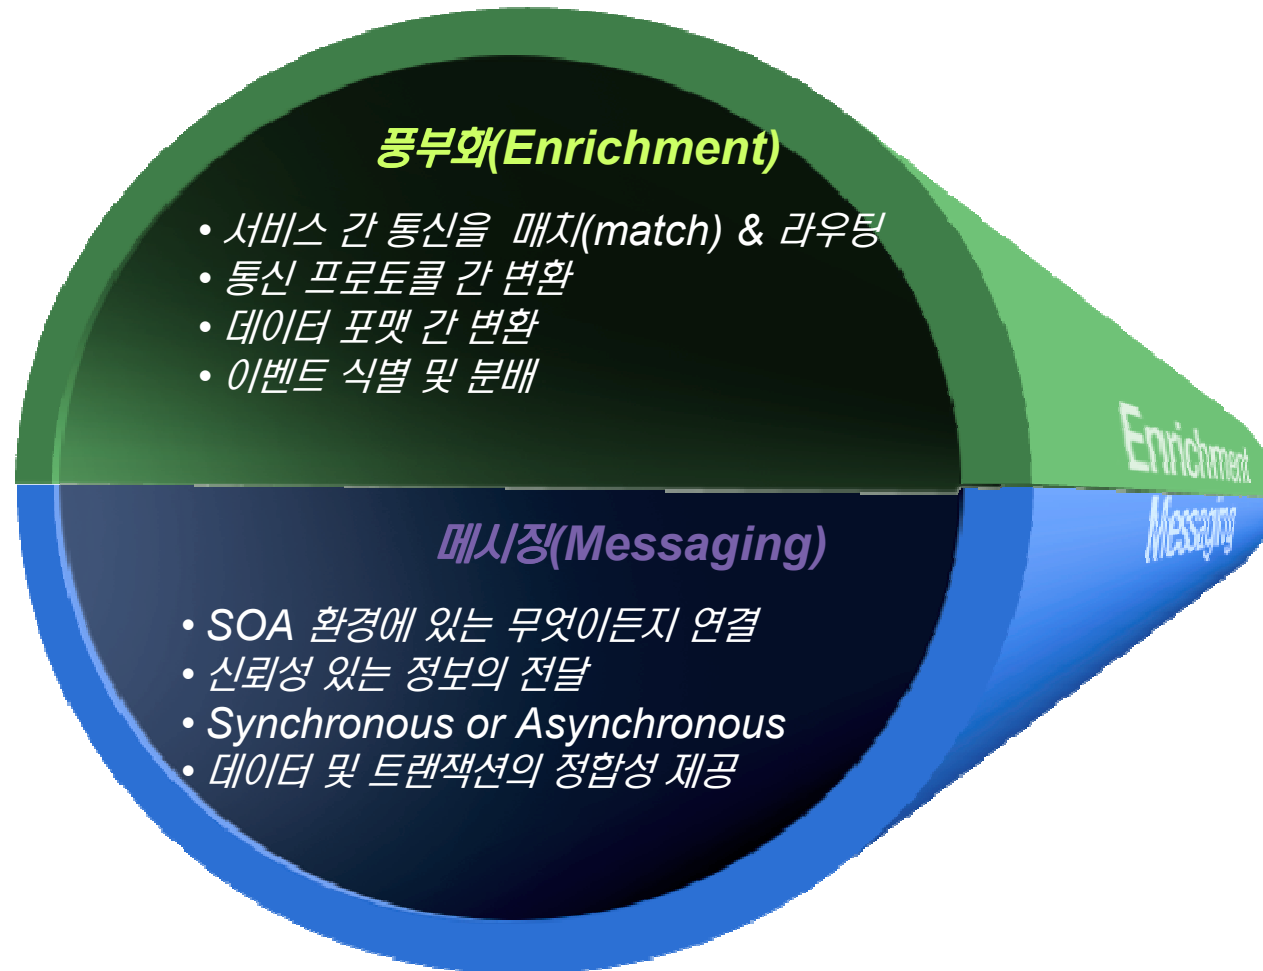 풍부화(Enrichment)
• 서비스 간 통신을 매치(match) & 라우팅
• 통신 프로토콜 간 변환
• 데이터 포맷 간 변환
• 이벤트 식별 및 분배
Enrichment
Messaging
메시징(Messaging)
• SOA 환경에 있는 무엇이든지 연결
• 신뢰성 있는 정보의 전달
• Synchronous or Asynchronous
• 데이터 및 트랜잭션의 정합성 제공